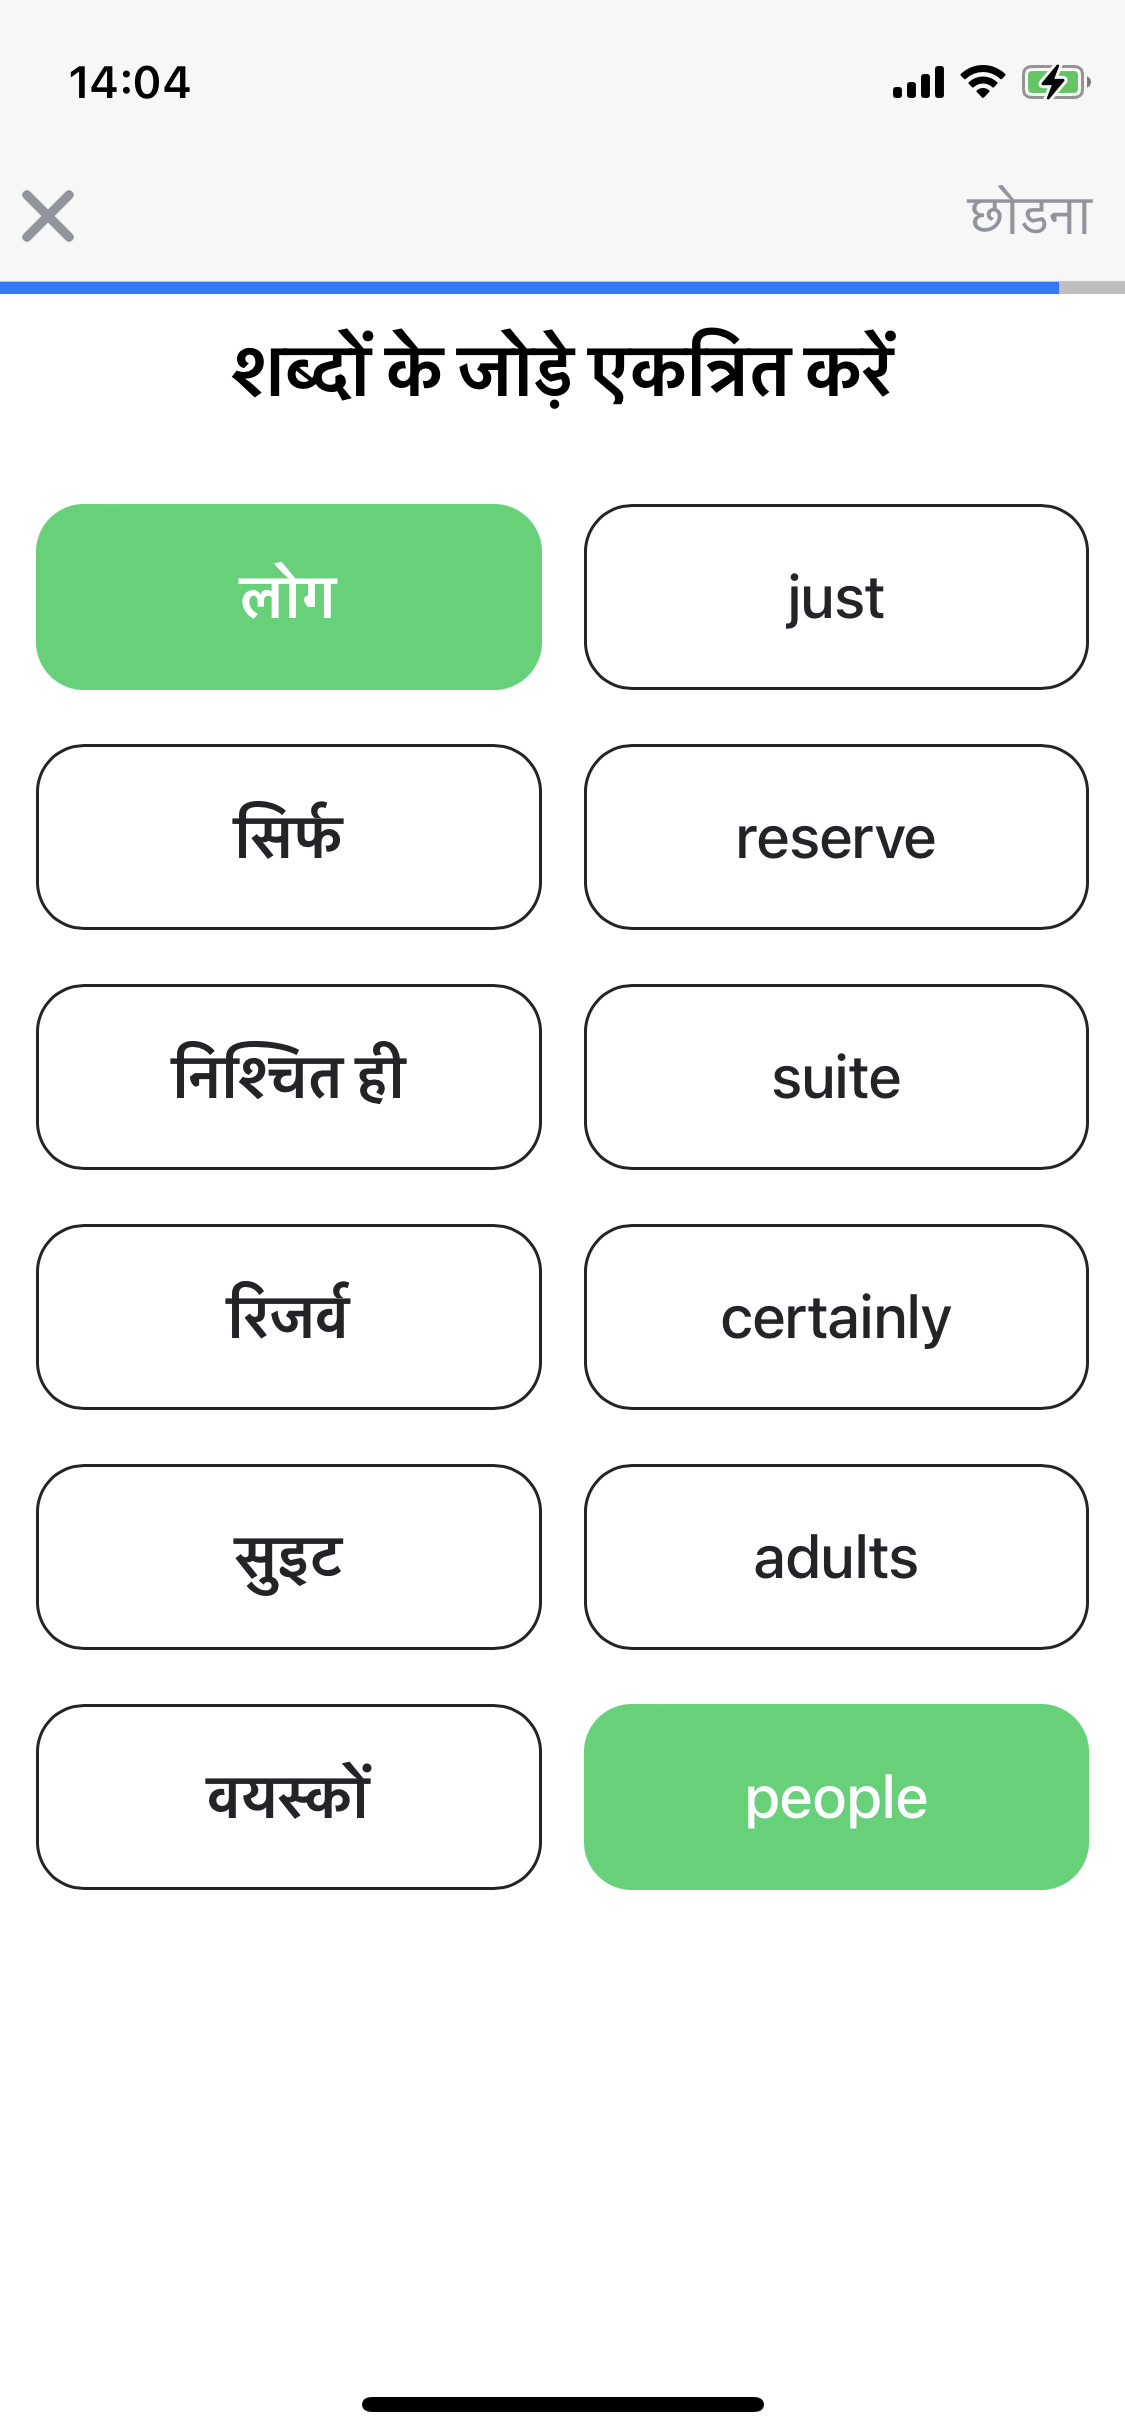 14:04
छोडना
शब्दों के जोड़े एकत्रित करें
लोग
just
सिर्फ
reserve
निश्चित ही
suite
रिजर्व
certainly
सुइट
adults
वयस्कों
people